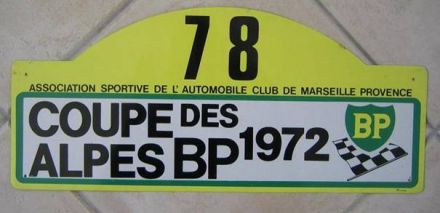 78
ASSOCIATION SPORTIVE DE L' AUTOMOBILE CLUB DE MARSEILLE PROVENCE
COUPE DES
ALPES BP 1972
BP